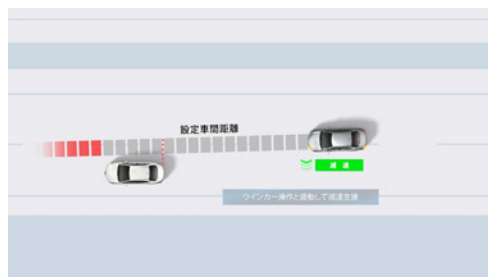 設定車間距離
減速
ウインカー操作と連動して減速支援